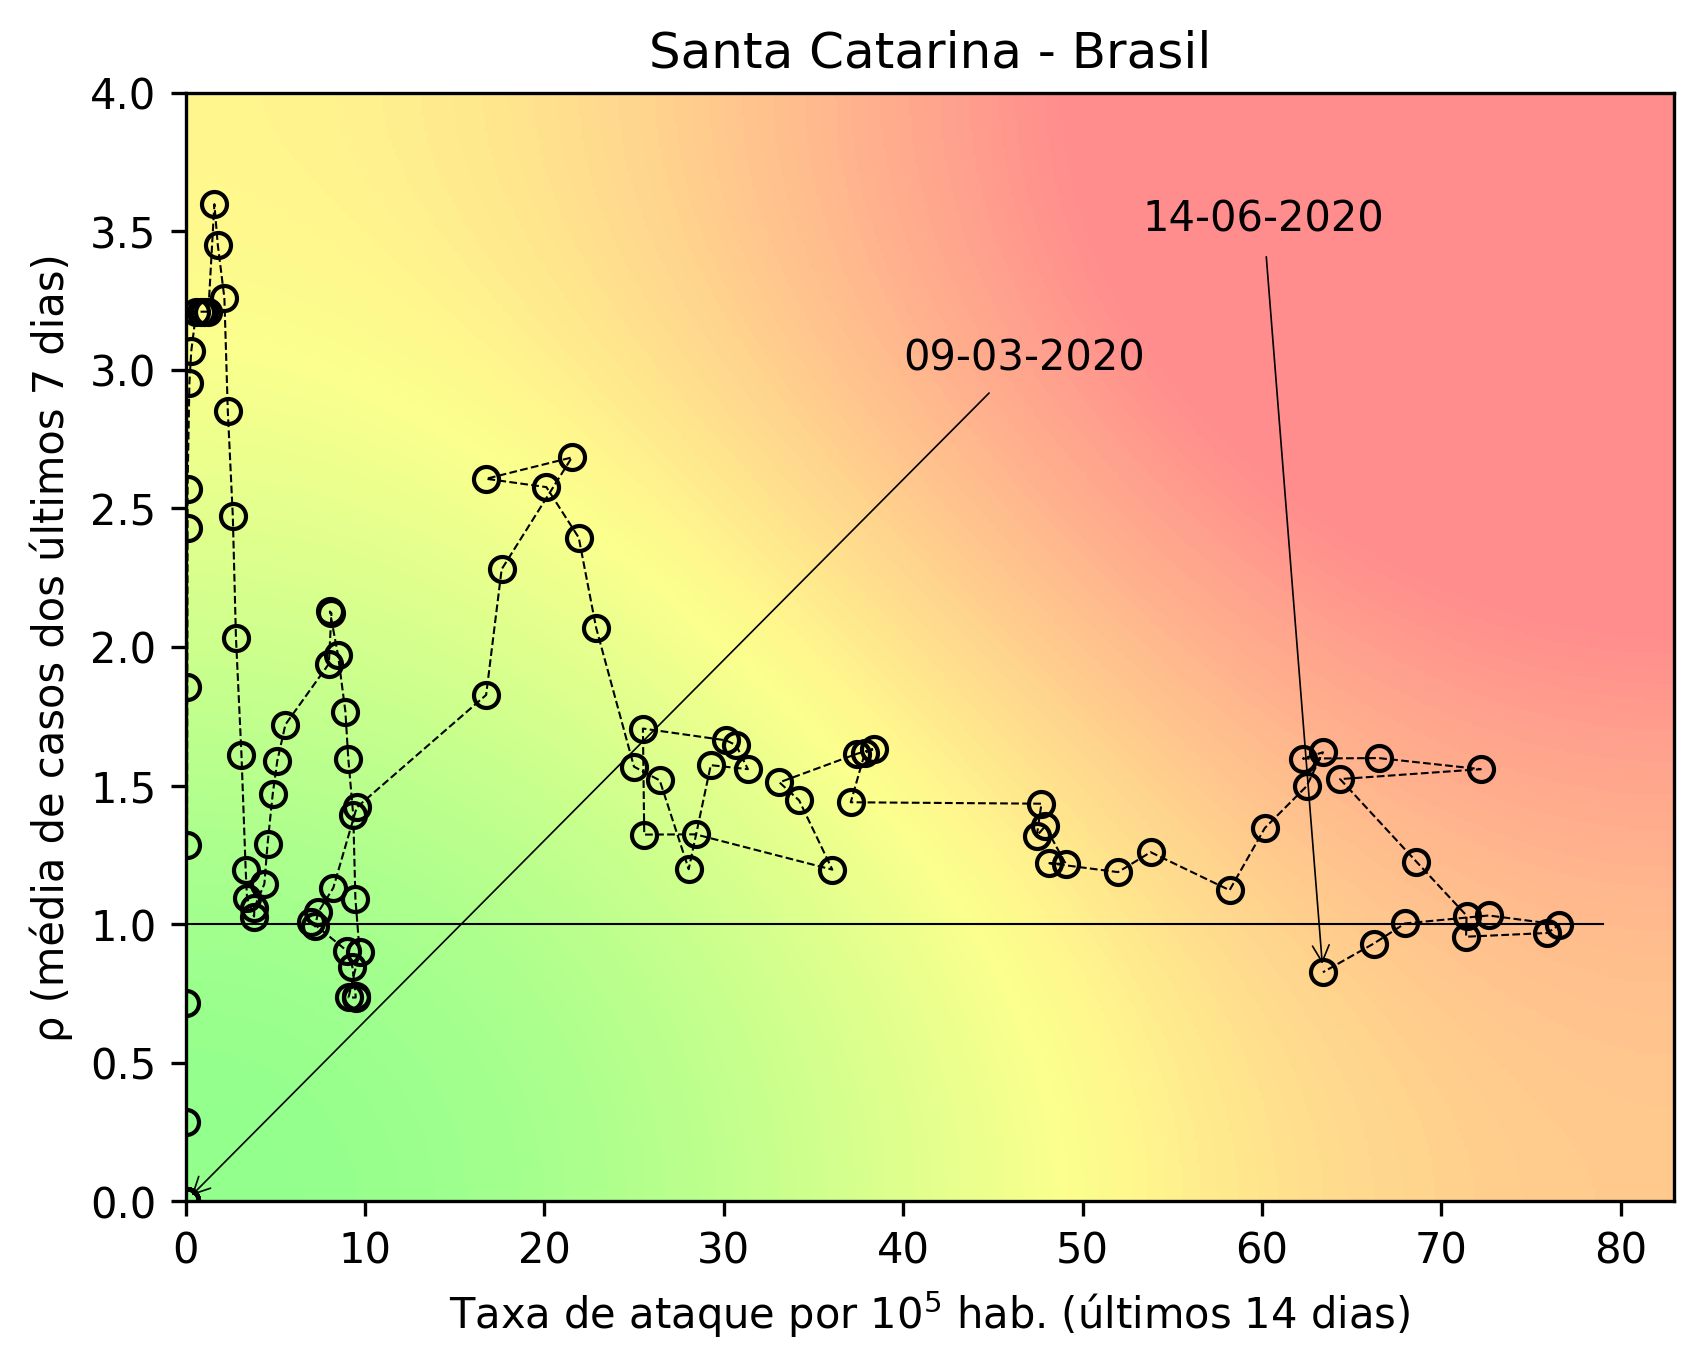 Santa Catarina - Brasil
4.0
3.5
3.0
2.5
2.0
1.5
1.0
0.5
0.0
ρ (média de casos dos últimos 7 dias)
14-06-2020
09-03-2020
0 10 20 30 40 50 60 70 80
Taxa de ataque por 10⁵ hab. (últimos 14 dias)